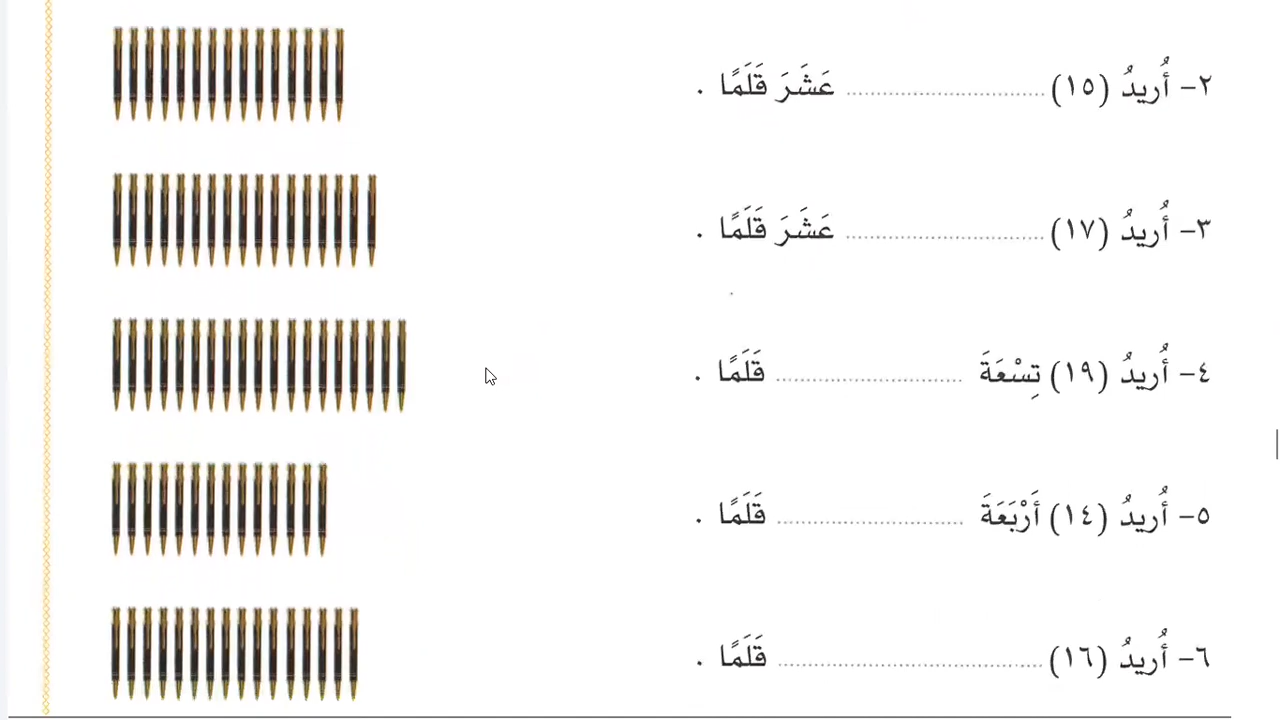 ٢- أُرِيدُ (١٥) .................................... عَشَرَ قَلَمًا .
٣- أُرِيدُ (١٧) .................................... عَشَرَ قَلَمًا .
٤- أُرِيدُ (١٩) تِسْعَةَ .................................. قَلَمًا .
٥- أُرِيدُ (١٤) أَرْبَعَةَ .................................. قَلَمًا .
٦- أُرِيدُ (١٦) ................................................ قَلَمًا .